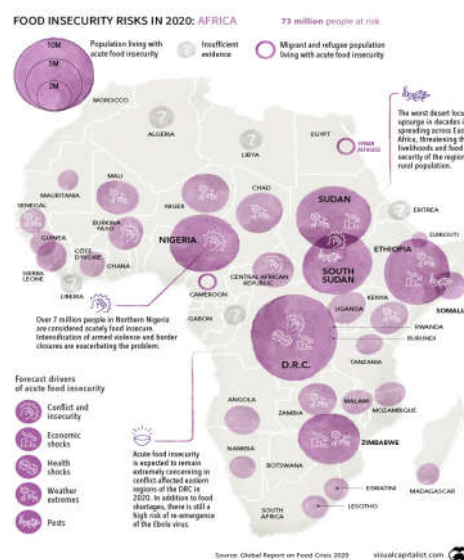 FOOD INSECURITY RISKS IN 2020: AFRICA
73 million people at risk
10M
5M
2M
Population living with
acute food insecurity
Insufficient
evidence
Migrant and refugee population
living with acute food insecurity
The worst desert locu
upsurge in decades i
spreading across East
Africa, threatening th
livelihoods and food
security of the region
rural population.
MOROCCO
ALGERIA
LIBYA
EGYPT
SYRIAN
REFUGEES
MAURITANIA
MALI
NIGER
CHAD
SUDAN
ERITREA
SENEGAL
BURKINA
FASO
NIGERIA
DJIBOUTI
GUINEA
CÔTE
D'IVOIRE
GHANA
ETHIOPIA
SIERRA
LEONE
LIBERIA
CENTRAL AFRICAN
REPUBLIC
SOUTH
SUDAN
CAMEROON
KENYA
UGANDA
SOMALI
GABON
RWANDA
BURUNDI
D.R.C.
TANZANIA
Over 7 million people in Northern Nigeria
are considered acutely food insecure.
Intensification of armed violence and border
closures are exacerbating the problem.
Forecast drivers
of acute food insecurity
Conflict and
insecurity
Economic
shocks
Health
shocks
Weather
extremes
Pests
Acute food insecurity
is expected to remain
extremely concerning in
conflict-affected eastern
regions of the DRC in
2020. In addition to food
shortages, there is still a
high risk of re-emergence
of the Ebola virus.
ANGOLA
ZAMBIA
MALAWI
MOZAMBIQUE
NAMIBIA
ZIMBABWE
BOTSWANA
MADAGASCAR
ESWATINI
SOUTH
AFRICA
LESOTHO
Source: Global Report on Food Crises 2020
visualcapitalist.com